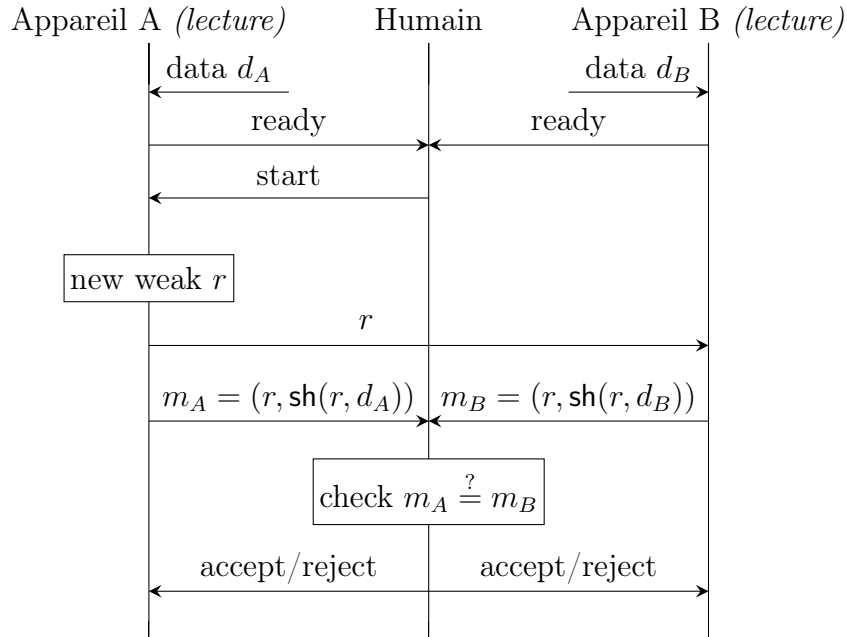 Appareil A (lecture) Humain Appareil B (lecture)
data d_A data d_B
ready ready
start
new weak r
r
m_A = (r, sh(r, d_A)) m_B = (r, sh(r, d_B))
check m_A ?= m_B
accept/reject accept/reject